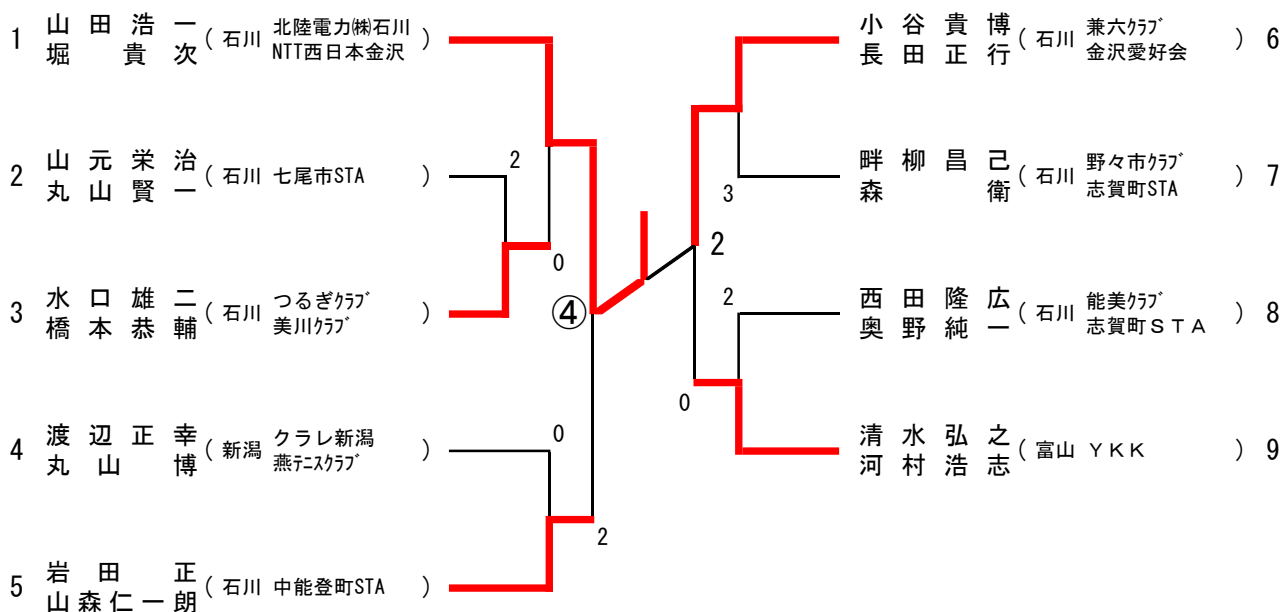 1 山田浩一 ( 石川 北陸電力㈱石川 )
堀貴次 NTT西日本金沢
2 山元栄治 ( 石川 七尾市STA )
丸山賢一
3 水口雄二 ( 石川 つるぎｸﾗﾌﾞ )
橋本恭輔 美川ｸﾗﾌﾞ
4 渡辺正幸 ( 新潟 クラレ新潟 )
丸山博 燕ﾃﾆｽｸﾗﾌﾞ
5 岩田正 ( 石川 中能登町STA )
山森仁一朗
2
0
④
0
2
2
3
2
0
小谷貴博 ( 石川 兼六ｸﾗﾌﾞ ) 6
長田正行 金沢愛好会
畔柳昌己 ( 石川 野々市ｸﾗﾌﾞ ) 7
森衛 志賀町STA
西田隆広 ( 石川 能美ｸﾗﾌﾞ ) 8
奥野純一 志賀町ＳＴＡ
清水弘之 ( 富山 ＹＫＫ ) 9
河村浩志